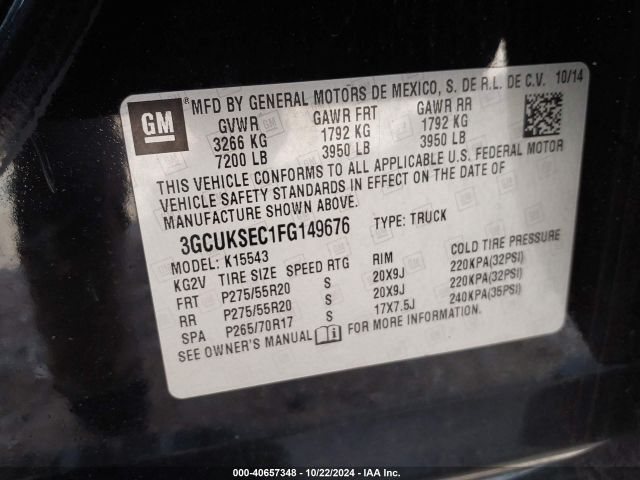 GM
®
MFD BY GENERAL MOTORS DE MEXICO, S. DE R.L. DE C.V. 10/14
GVWR GAWR FRT GAWR RR
3266 KG 1792 KG 1792 KG
7200 LB 3950 LB 3950 LB
THIS VEHICLE CONFORMS TO ALL APPLICABLE U.S. FEDERAL MOTOR
VEHICLE SAFETY STANDARDS IN EFFECT ON THE DATE OF
MANUFACTURE SHOWN ABOVE.
3GCUKSEC1FG149676 TYPE: TRUCK
MODEL: K15543
KG2V TIRE SIZE SPEED RTG RIM COLD TIRE PRESSURE
FRT P275/55R20 S 20X9J 220KPA(32PSI)
RR P275/55R20 S 20X9J 220KPA(32PSI)
SPA P265/70R17 S 17X7.5J 240KPA(35PSI)
SEE OWNER'S MANUAL FOR MORE INFORMATION.
000-40657348 - 10/22/2024 - IAA Inc.